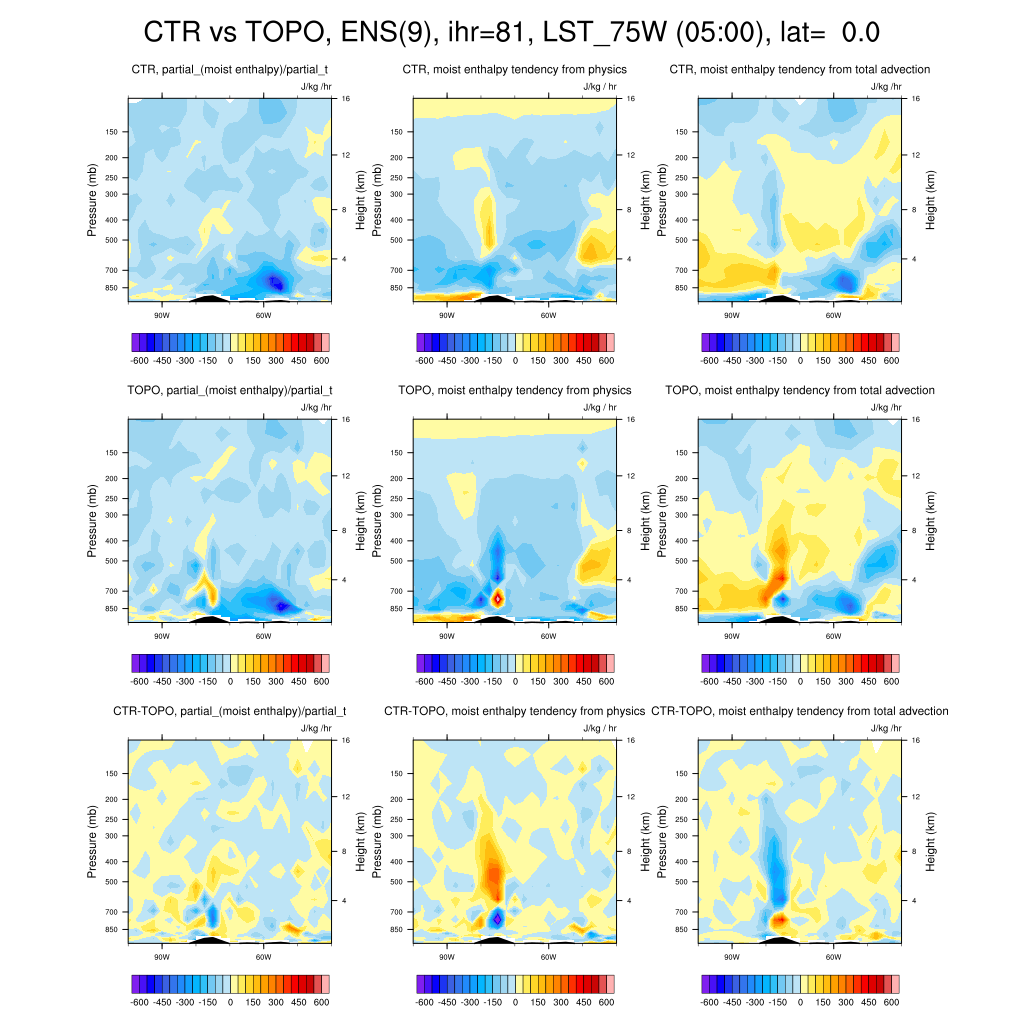 CTR vs TOPO, ENS(9), ihr=81, LST_75W (05:00), lat= 0.0
CTR, partial_(moist enthalpy)/partial_t
J/kg /hr
Pressure (mb)
150
200
250
300
400
500
700
850
16
12
8
4
Height (km)
90W 60W
-600 -450 -300 -150 0 150 300 450 600
CTR, moist enthalpy tendency from physics
J/kg / hr
Pressure (mb)
150
200
250
300
400
500
700
850
16
12
8
4
Height (km)
90W 60W
-600 -450 -300 -150 0 150 300 450 600
CTR, moist enthalpy tendency from total advection
J/kg /hr
Pressure (mb)
150
200
250
300
400
500
700
850
16
12
8
4
Height (km)
90W 60W
-600 -450 -300 -150 0 150 300 450 600
TOPO, partial_(moist enthalpy)/partial_t
J/kg /hr
Pressure (mb)
150
200
250
300
400
500
700
850
16
12
8
4
Height (km)
90W 60W
-600 -450 -300 -150 0 150 300 450 600
TOPO, moist enthalpy tendency from physics
J/kg / hr
Pressure (mb)
150
200
250
300
400
500
700
850
16
12
8
4
Height (km)
90W 60W
-600 -450 -300 -150 0 150 300 450 600
TOPO, moist enthalpy tendency from total advection
J/kg /hr
Pressure (mb)
150
200
250
300
400
500
700
850
16
12
8
4
Height (km)
90W 60W
-600 -450 -300 -150 0 150 300 450 600
CTR-TOPO, partial_(moist enthalpy)/partial_t
J/kg /hr
Pressure (mb)
150
200
250
300
400
500
700
850
16
12
8
4
Height (km)
90W 60W
-600 -450 -300 -150 0 150 300 450 600
CTR-TOPO, moist enthalpy tendency from physics
J/kg / hr
Pressure (mb)
150
200
250
300
400
500
700
850
16
12
8
4
Height (km)
90W 60W
-600 -450 -300 -150 0 150 300 450 600
CTR-TOPO, moist enthalpy tendency from total advection
J/kg /hr
Pressure (mb)
150
200
250
300
400
500
700
850
16
12
8
4
Height (km)
90W 60W
-600 -450 -300 -150 0 150 300 450 600